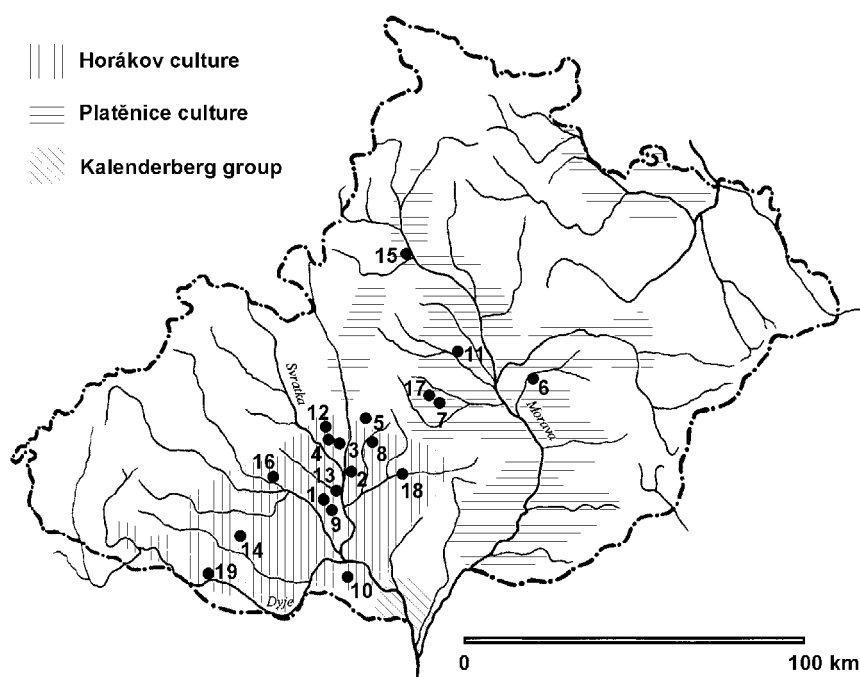 Horákov culture
Platěnice culture
Kalenderberg group
15
Svratka
11
6
17
7
Morava
12
5
4
3
8
16
13
2
18
1
9
14
19
10
Dyje
0
100 km